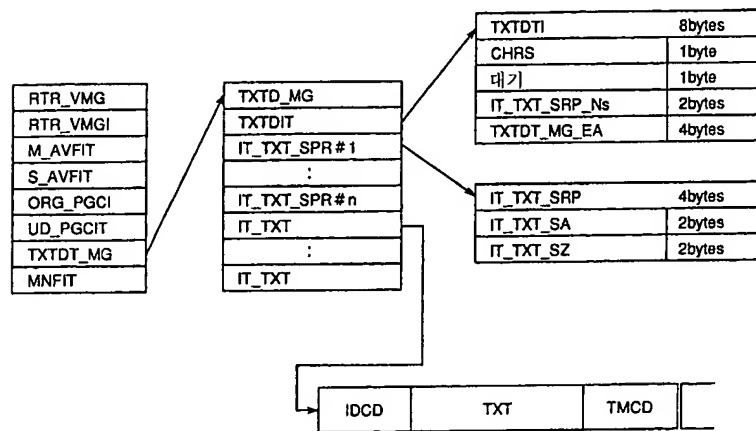 RTR_VMG
RTR_VMGI
M_AVFIT
S_AVFIT
ORG_PGCI
UD_PGCIT
TXTDT_MG
MNFIT
TXTD_MG
TXTDIT
IT_TXT_SPR#1
:
IT_TXT_SPR#n
IT_TXT
:
IT_TXT
TXTDTI 8bytes
CHRS 1byte
대기 1byte
IT_TXT_SRP_Ns 2bytes
TXTDT_MG_EA 4bytes
IT_TXT_SRP 4bytes
IT_TXT_SA 2bytes
IT_TXT_SZ 2bytes
IDCD TXT TMCD